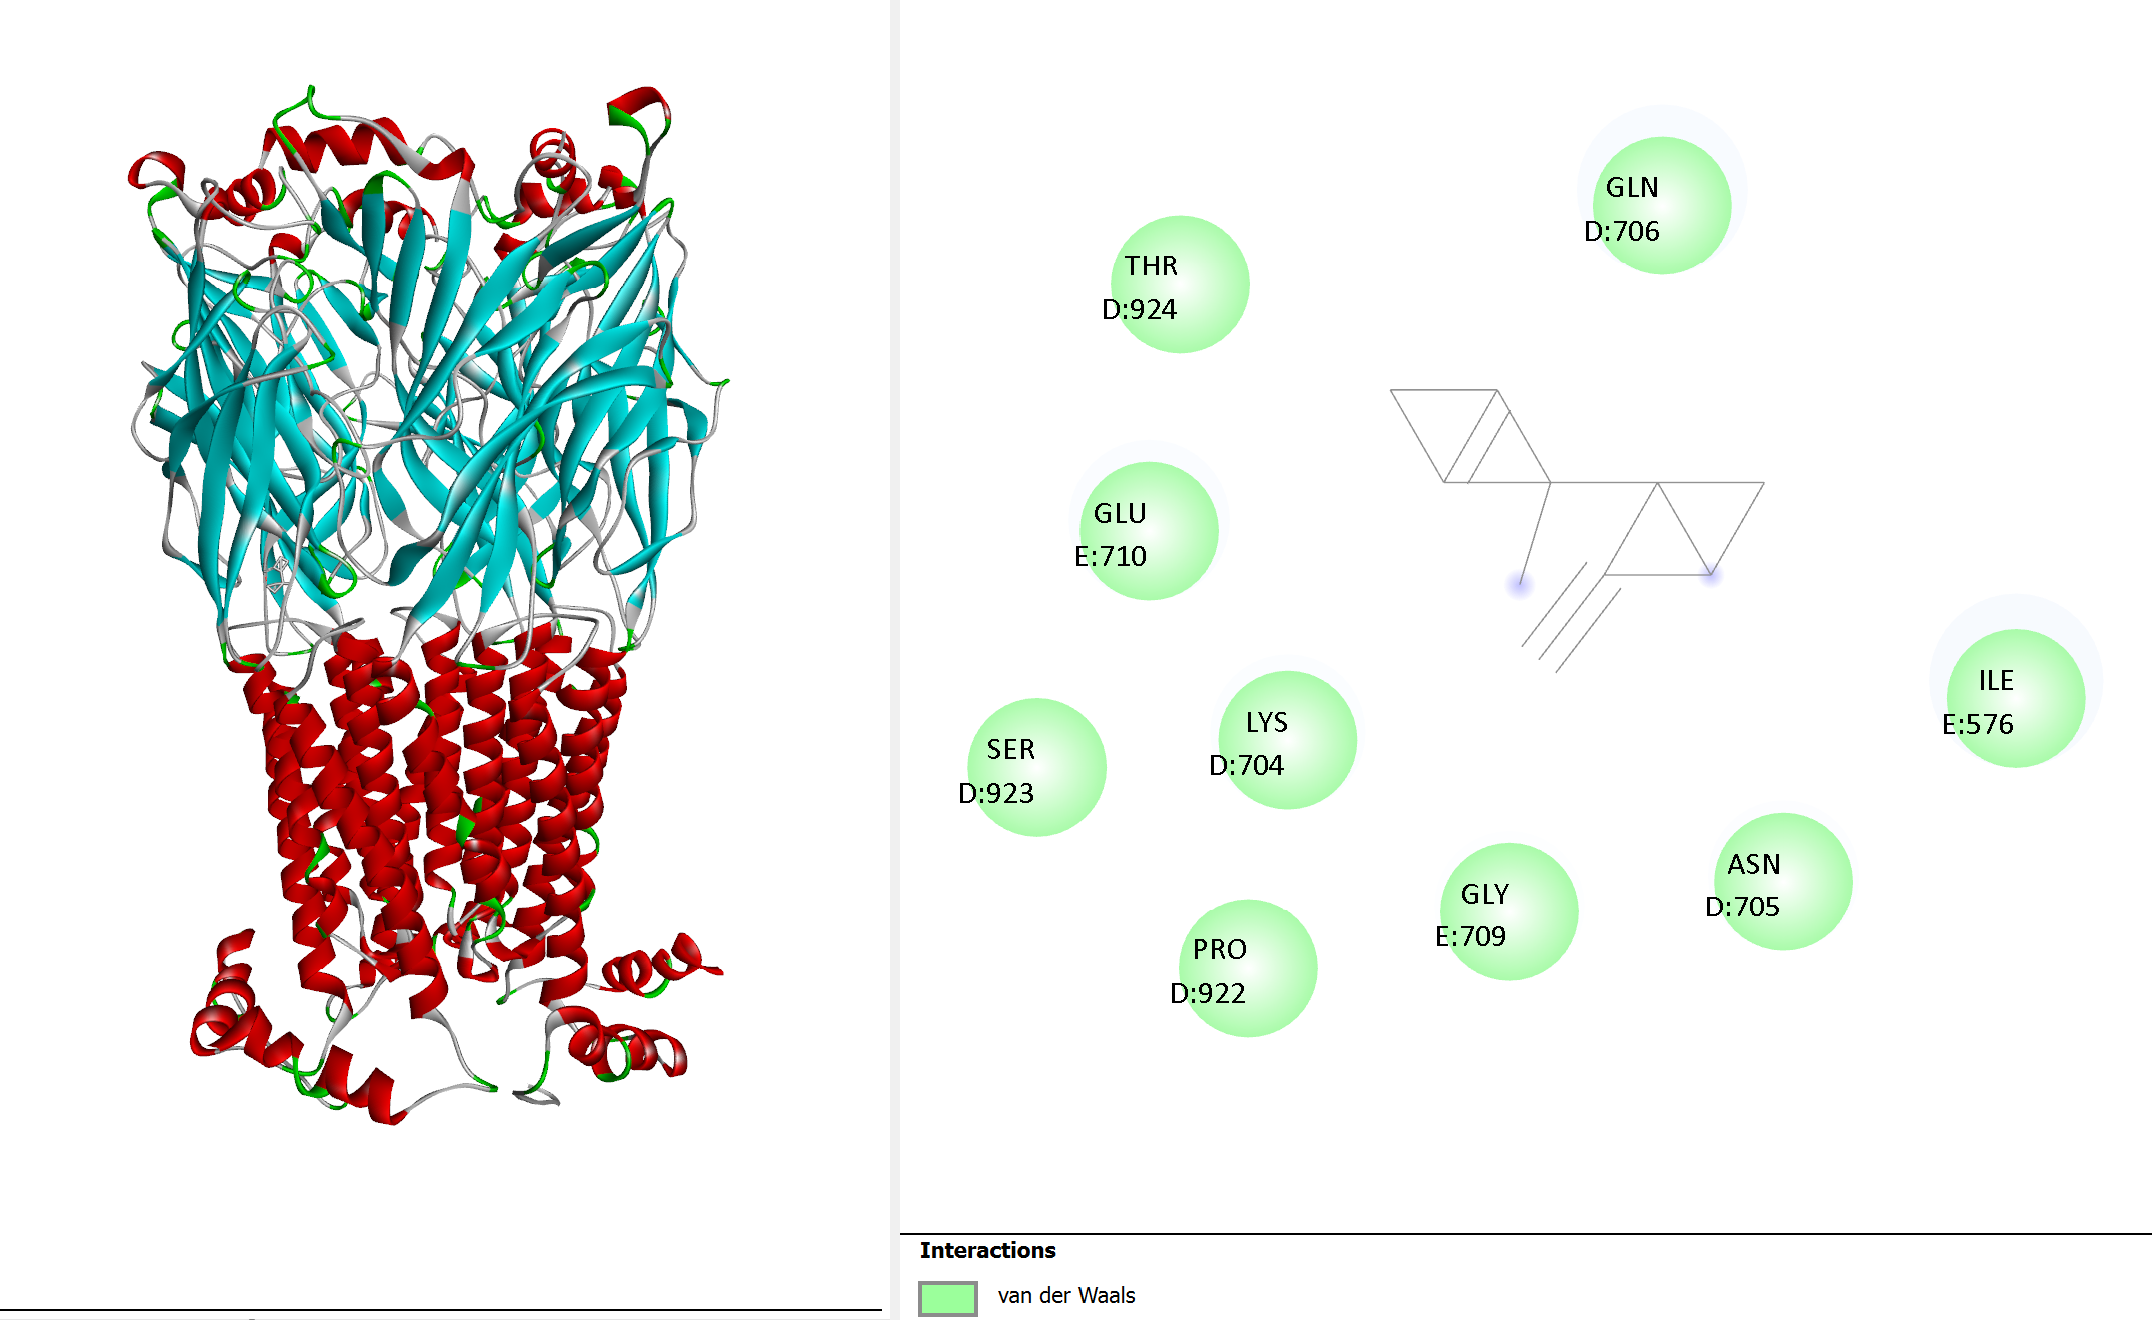 GLN
D:706
THR
D:924
GLU
E:710
ILE
E:576
LYS
D:704
SER
D:923
ASN
D:705
GLY
E:709
PRO
D:922
Interactions
van der Waals